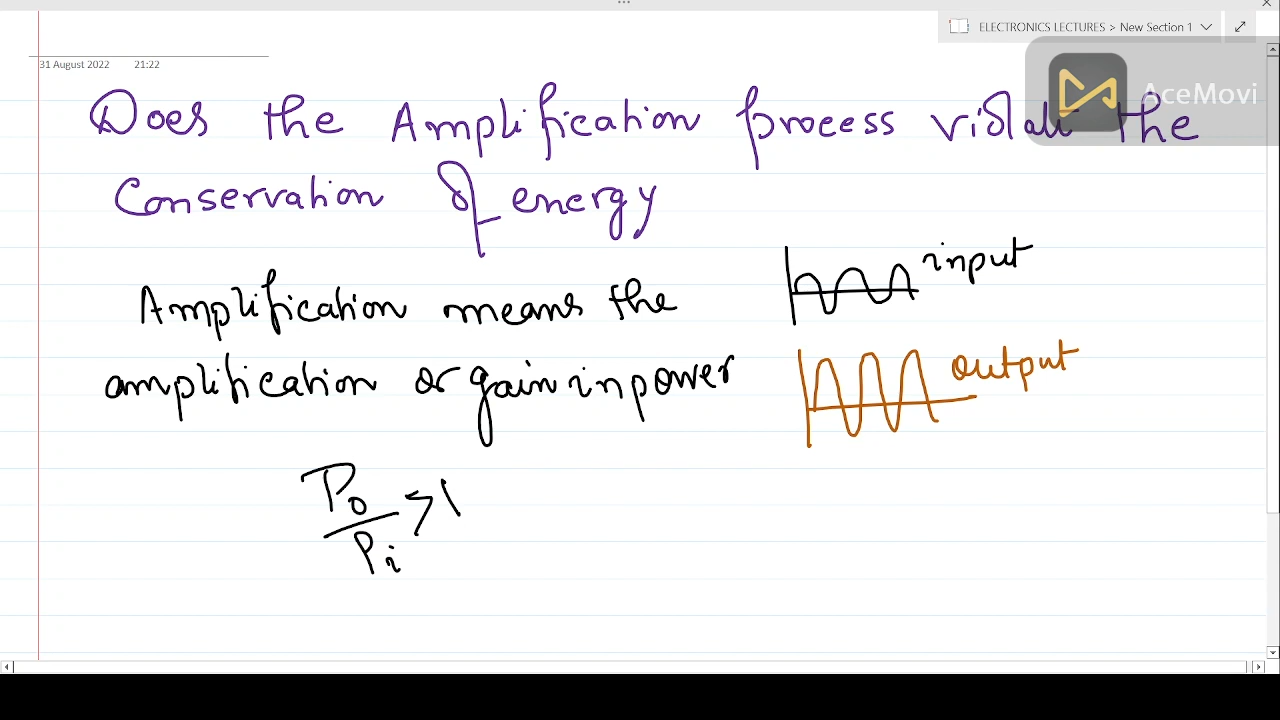 ELECTRONICS LECTURES > New Section 1
31 August 2022 21:22
AceMovi
Does the Amplification process violate the
Conservation of energy
Amplification means the
amplification or gain in power
input
output
Po
Pi
>1